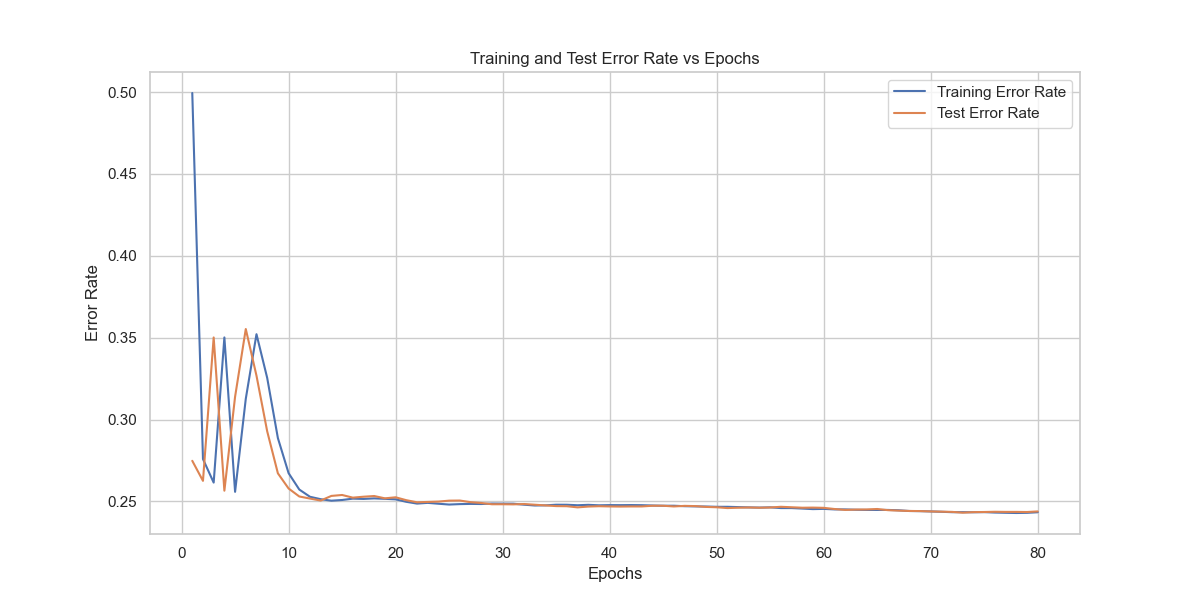 Training and Test Error Rate vs Epochs
Training Error Rate
Test Error Rate
Error Rate
0.50
0.45
0.40
0.35
0.30
0.25
0 10 20 30 40 50 60 70 80
Epochs